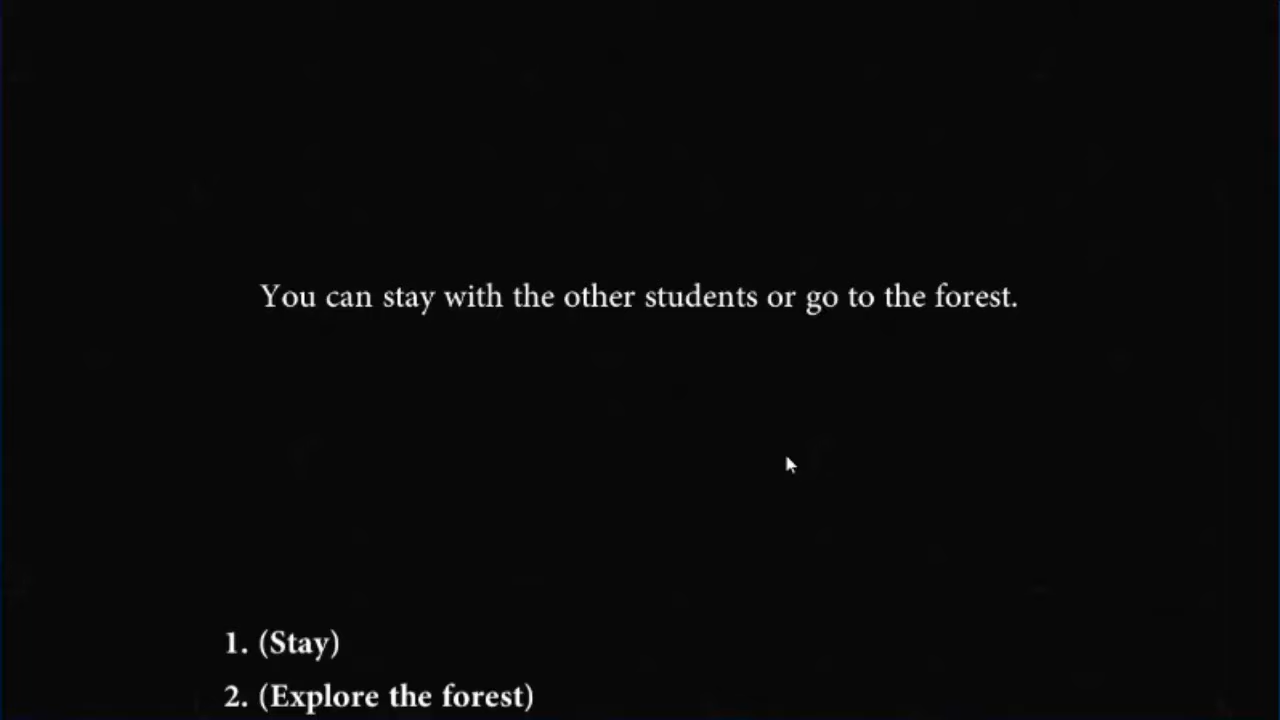 You can stay with the other students or go to the forest.
1. (Stay)
2. (Explore the forest)